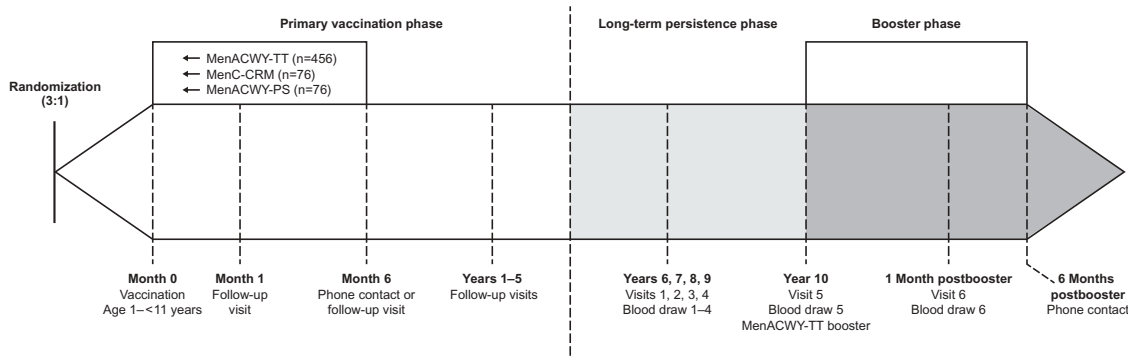 Primary vaccination phase
Long-term persistence phase
Booster phase
MenACWY-TT (n=456)
MenC-CRM (n=76)
MenACWY-PS (n=76)
Randomization
(3:1)
Month 0
Vaccination
Age 1–<11 years
Month 1
Follow-up
visit
Month 6
Phone contact or
follow-up visit
Years 1–5
Follow-up visits
Years 6, 7, 8, 9
Visits 1, 2, 3, 4
Blood draw 1–4
Year 10
Visit 5
Blood draw 5
MenACWY-TT booster
1 Month postbooster
Visit 6
Blood draw 6
6 Months
postbooster
Phone contact